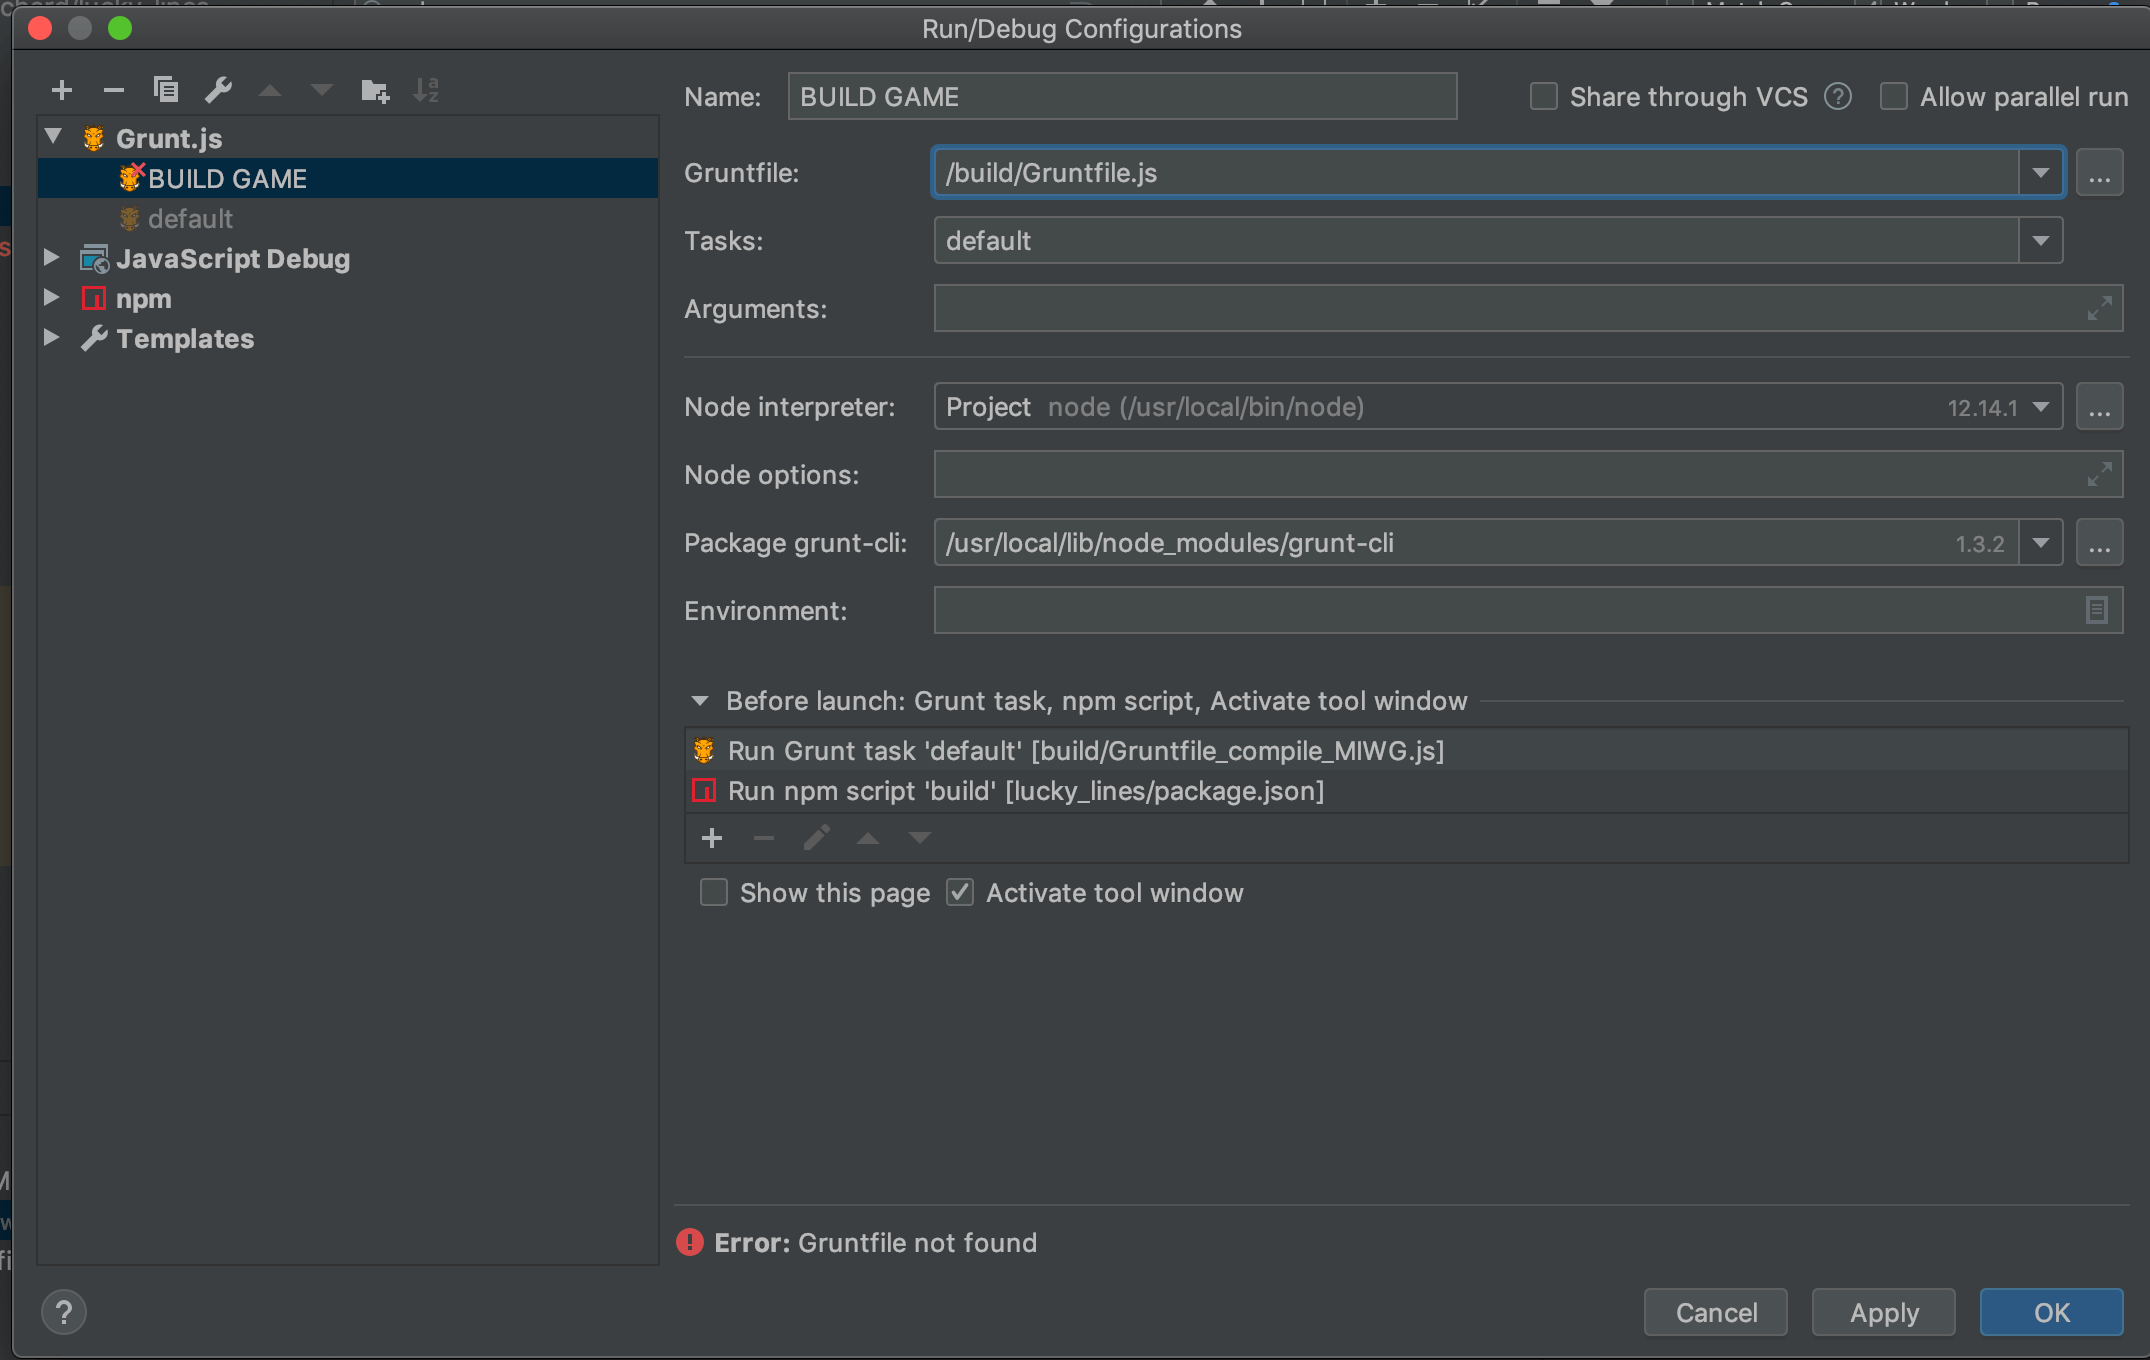 Run/Debug Configurations
Name: BUILD GAME
Share through VCS ?
Allow parallel run
Grunt.js
BUILD GAME
default
JavaScript Debug
npm
Templates
Gruntfile: /build/Gruntfile.js ...
Tasks: default
Arguments:
Node interpreter: Project node (/usr/local/bin/node) 12.14.1 ...
Node options:
Package grunt-cli: /usr/local/lib/node_modules/grunt-cli 1.3.2 ...
Environment:
Before launch: Grunt task, npm script, Activate tool window
Run Grunt task 'default' [build/Gruntfile_compile_MIWG.js]
Run npm script 'build' [lucky_lines/package.json]
Show this page Activate tool window
Error: Gruntfile not found
? Cancel Apply OK